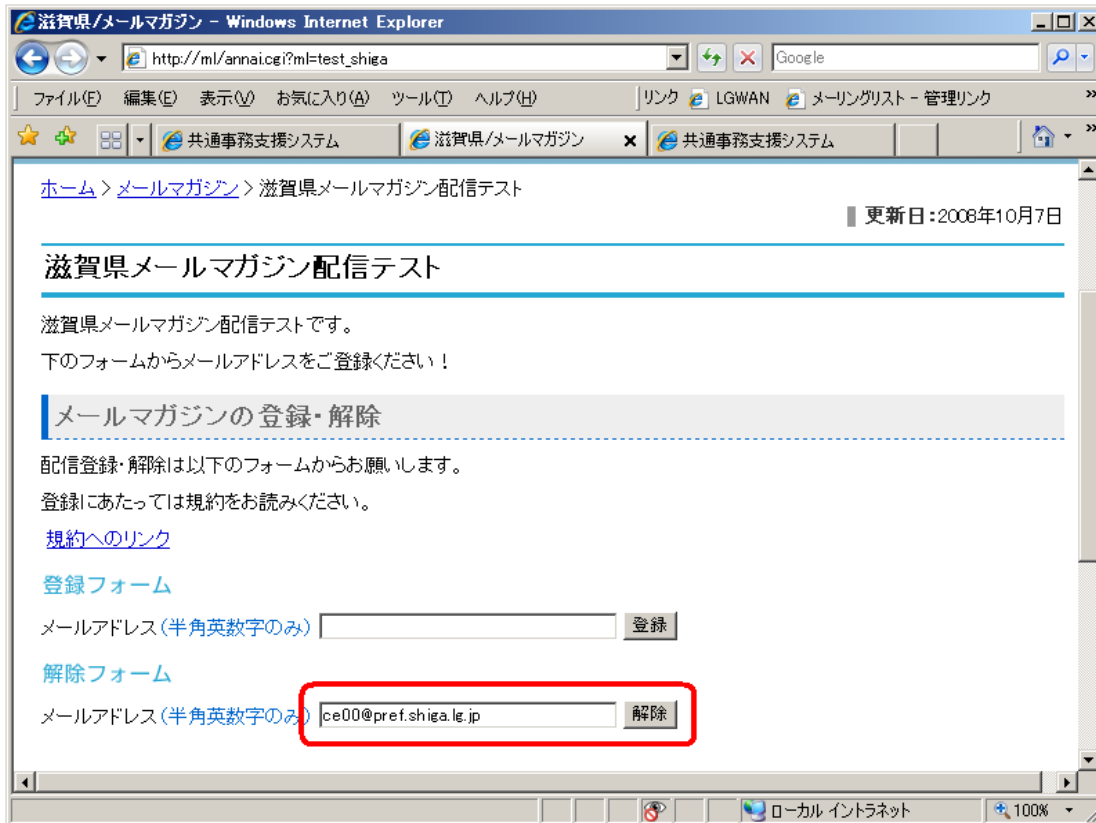 滋賀県/メールマガジン - Windows Internet Explorer
http://ml/annai.cgi?ml=test_shiga
Google
ファイル(F) 編集(E) 表示(V) お気に入り(A) ツール(T) ヘルプ(H)
リンク LGWAN メーリングリスト - 管理リンク »
共通事務支援システム 滋賀県/メールマガジン x 共通事務支援システム »
ホーム > メールマガジン > 滋賀県メールマガジン配信テスト
更新日:2008年10月7日
滋賀県メールマガジン配信テスト
滋賀県メールマガジン配信テストです。
下のフォームからメールアドレスをご登録ください!
メールマガジンの登録・解除
配信登録・解除は以下のフォームからお願いします。
登録にあたっては規約をお読みください。
規約へのリンク
登録フォーム
メールアドレス(半角英数字のみ) 登録
解除フォーム
メールアドレス(半角英数字のみ) ce00@pref.shiga.lg.jp 解除
ローカル イントラネット 100%